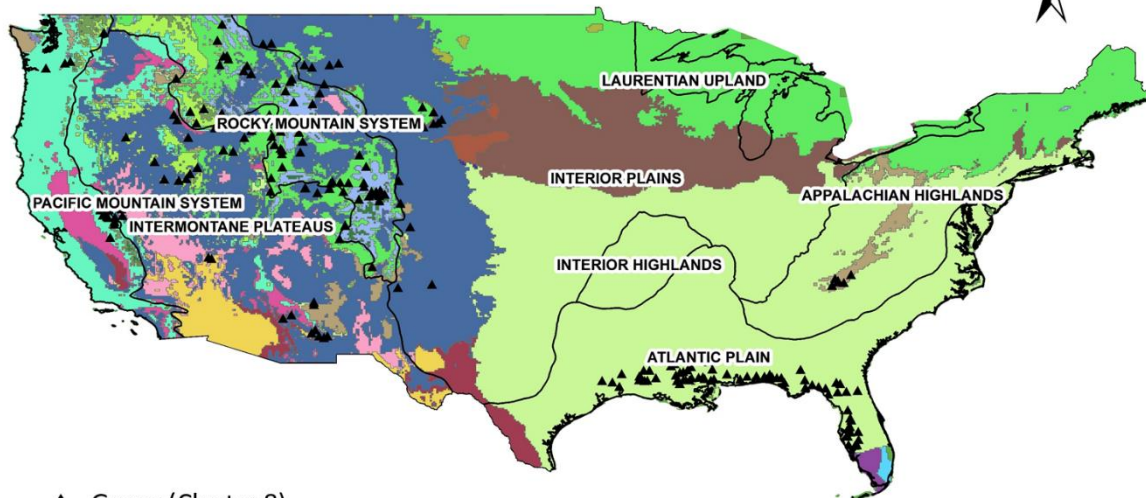 LAURENTIAN UPLAND
ROCKY MOUNTAIN SYSTEM
INTERIOR PLAINS
APPALACHIAN HIGHLANDS
PACIFIC MOUNTAIN SYSTEM
INTERMONTANE PLATEAUS
INTERIOR HIGHLANDS
ATLANTIC PLAIN